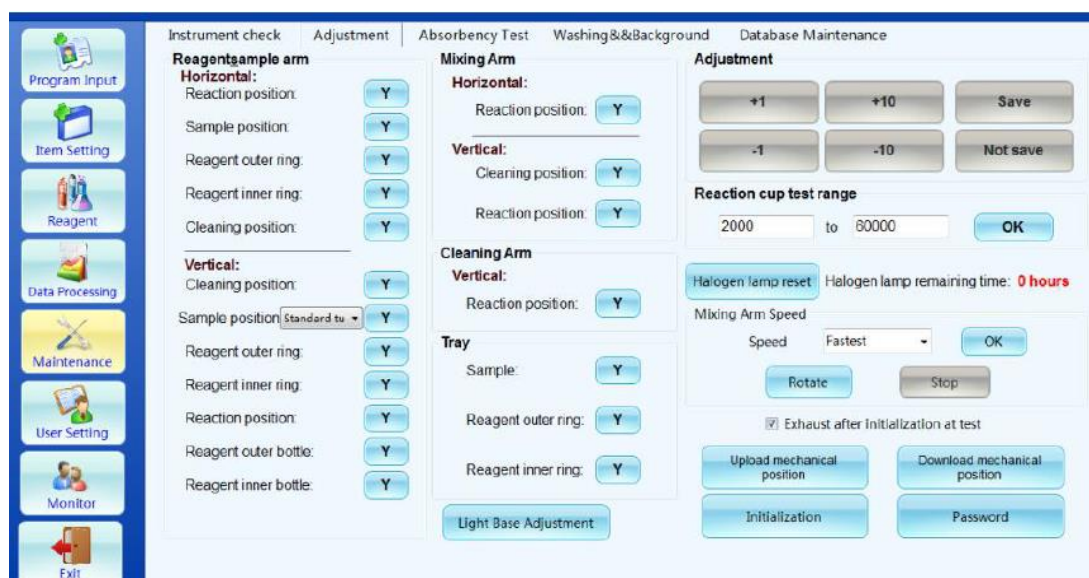 Program Input
Item Setting
Reagent
Data Processing
Maintenance
User Setting
Monitor
Exit
Instrument check Adjustment Absorbency Test Washing&&Background Database Maintenance
Reagentsample arm
Horizontal:
Reaction position: Y
Sample position: Y
Reagent outer ring: Y
Reagent inner ring: Y
Cleaning position: Y
Vertical:
Cleaning position: Y
Sample position Standard tu Y
Reagent outer ring: Y
Reagent inner ring: Y
Reaction position: Y
Reagent outer bottle: Y
Reagent inner bottle: Y
Mixing Arm
Horizontal:
Reaction position: Y
Vertical:
Cleaning position: Y
Reaction position: Y
Cleaning Arm
Vertical:
Reaction position: Y
Tray
Sample: Y
Reagent outer ring: Y
Reagent inner ring: Y
Light Base Adjustment
Adjustment
+1 +10 Save
-1 -10 Not save
Reaction cup test range
2000 to 60000 OK
Halogen lamp reset Halogen lamp remaining time: 0 hours
Mixing Arm Speed
Speed Fastest OK
Rotate Stop
Exhaust after initialization at test
Upload mechanical
position
Download mechanical
position
Initialization Password